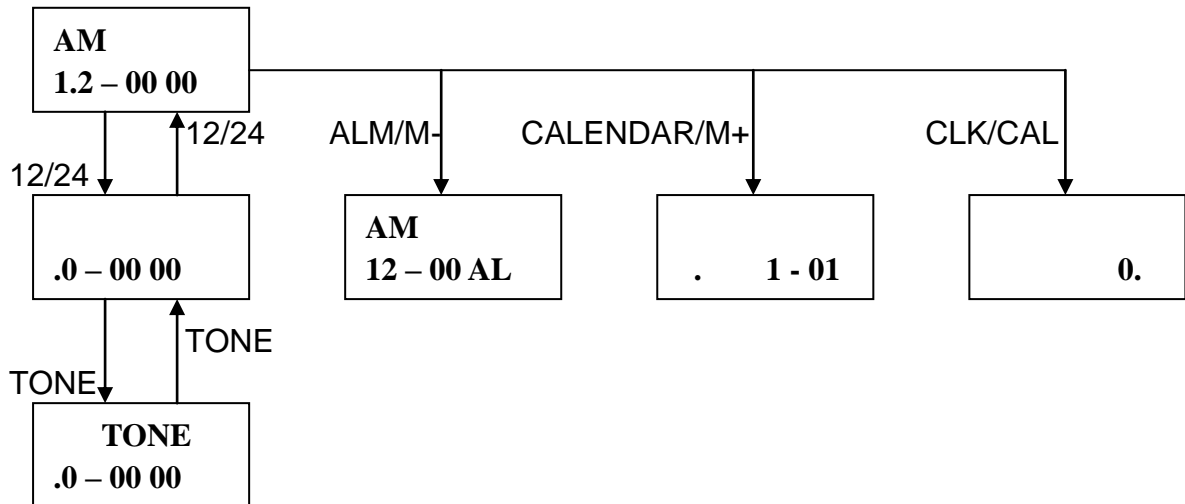 AM
1.2 – 00 00
12/24
ALM/M-
CALENDAR/M+
CLK/CAL
12/24
.0 – 00 00
AM
12 – 00 AL
. 1 - 01
0.
TONE
TONE
TONE
.0 – 00 00